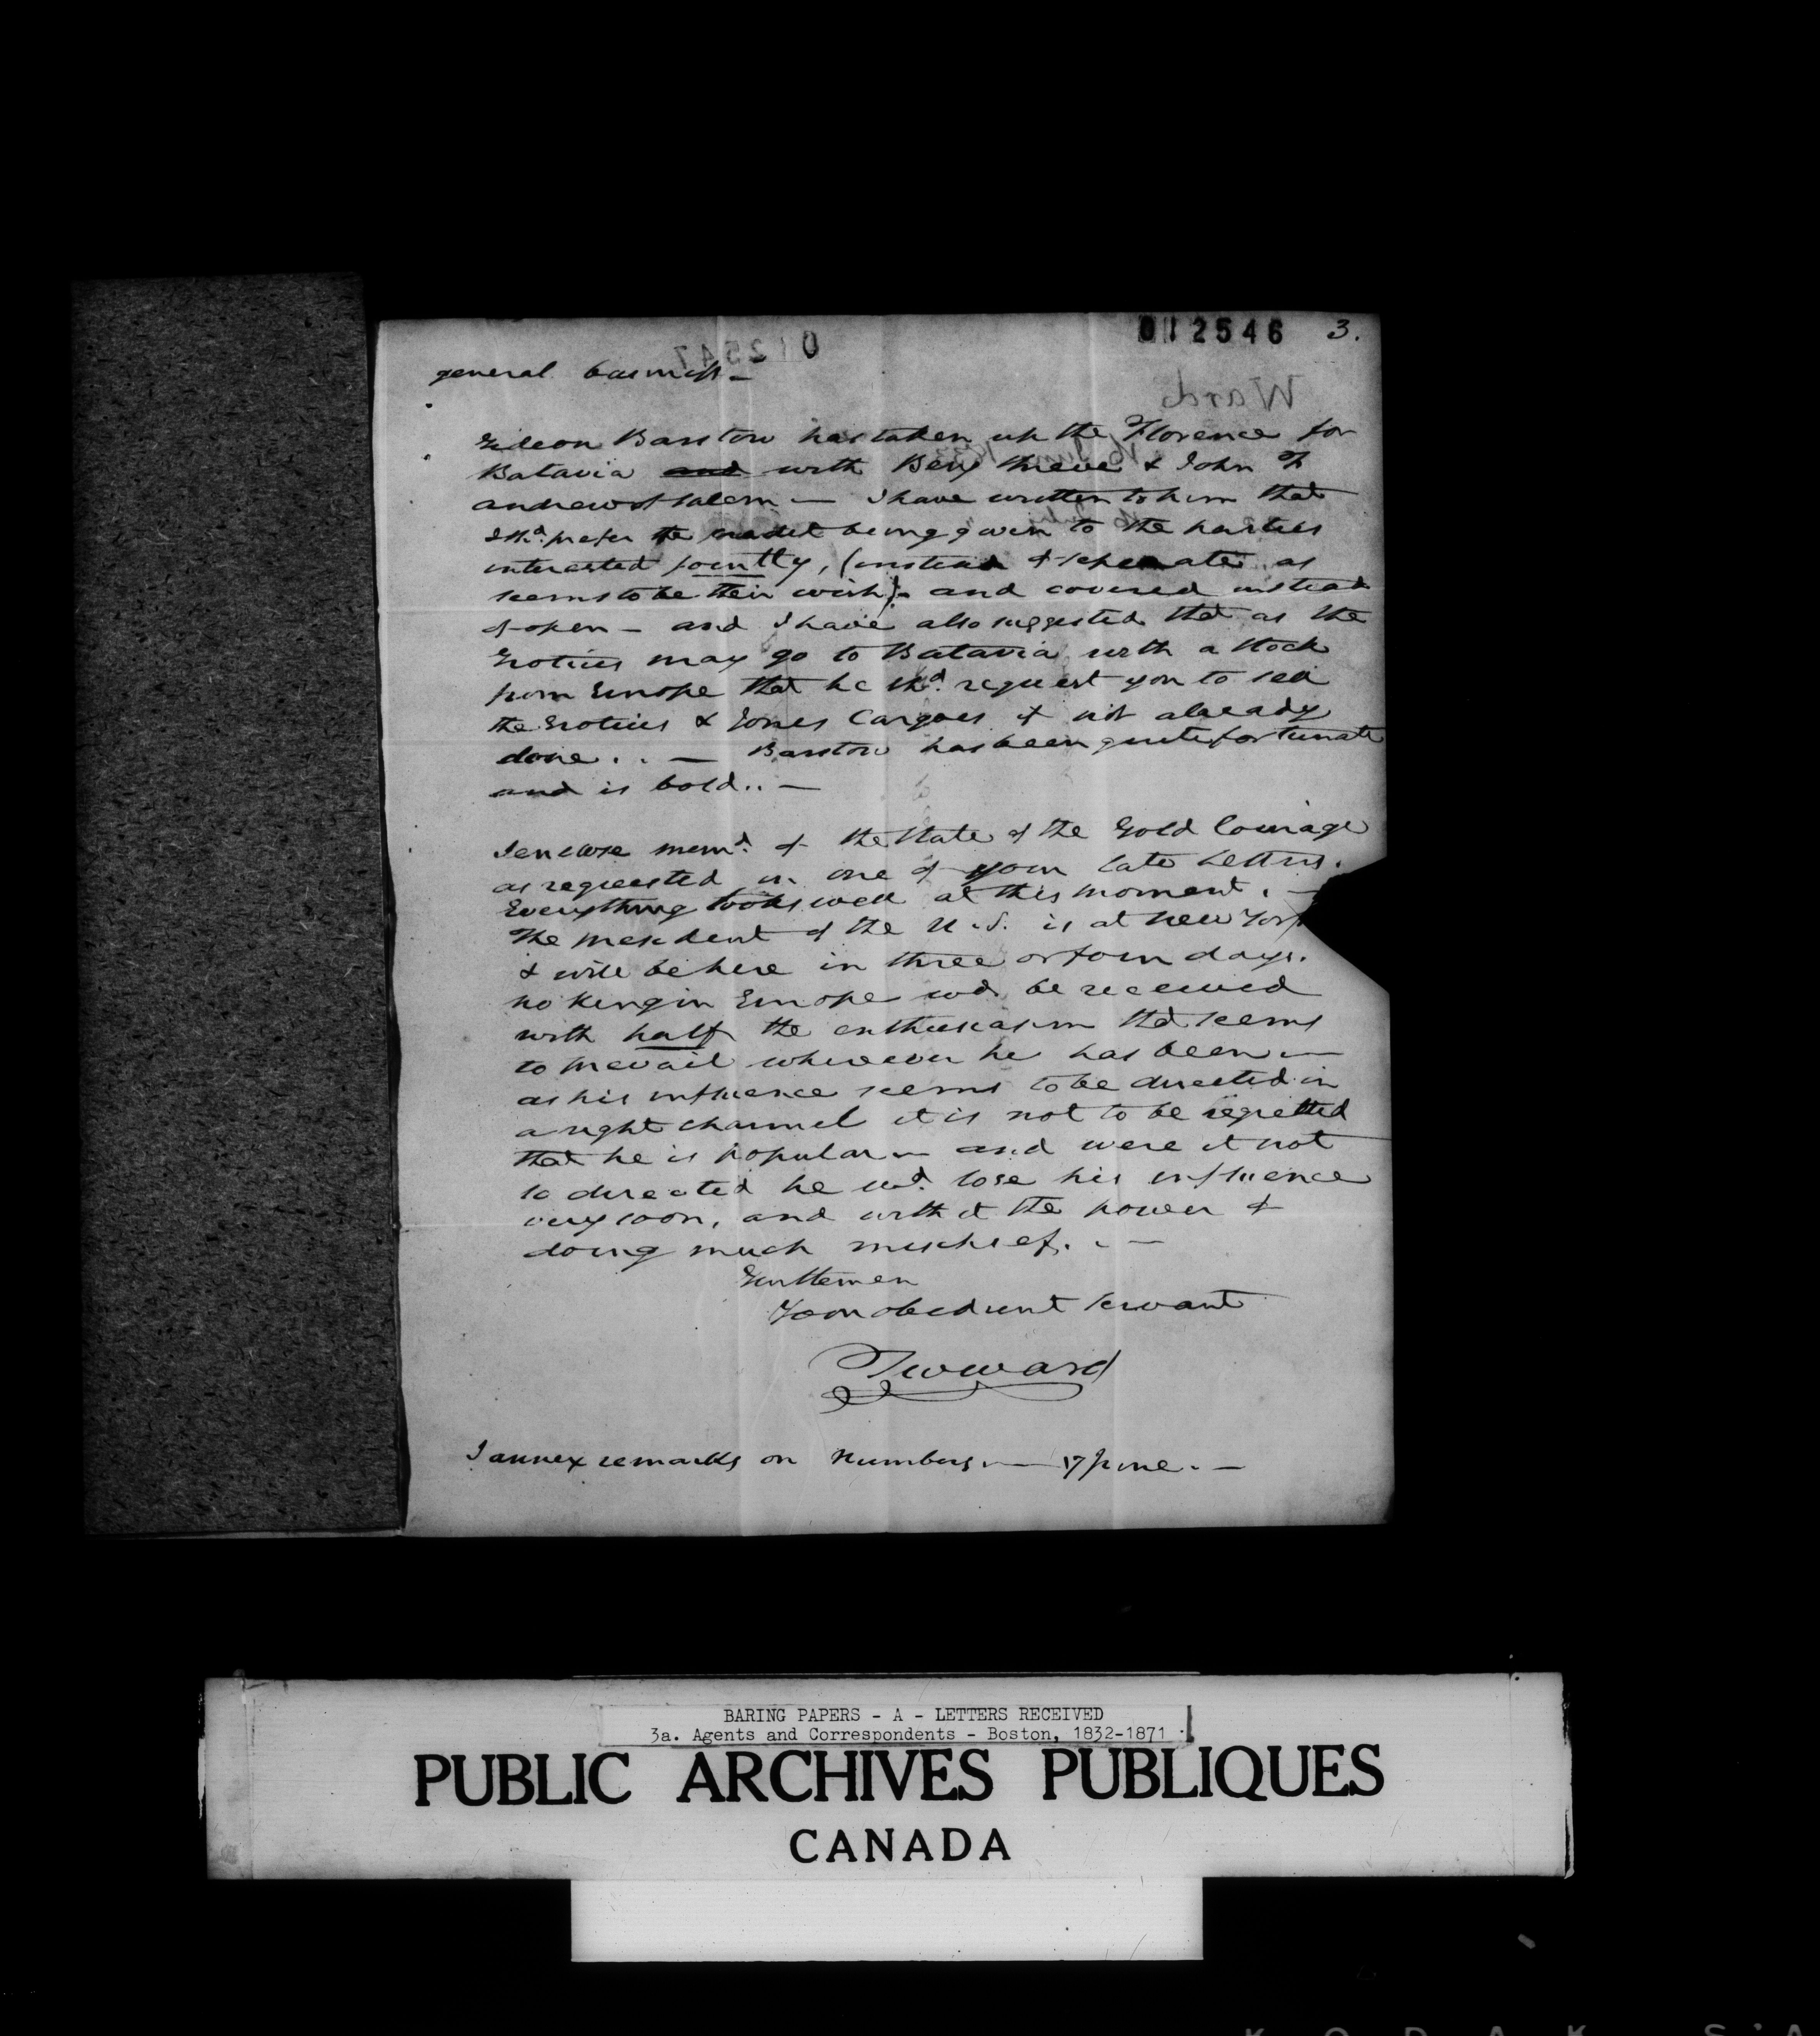 012546 3.
general business —
Gideon Barstow has taken up the Florence for
Batavia and with Benj & John F
Andrew of Salem — I have written to him that
I shd. prefer the credit being given to the parties
interested jointly, (instead of seperate as
seems to be their wish) — and covered instead
of open — and I have also suggested that as the
Grotius may go to Batavia with a stock
from Europe that he shd. request you to sell
the Grotius & Jones Cargoes if not already
done . . — Barstow has been quite fortunate
and is bold . . —
I enclose memd. of the State of the Gold Coinage
as requested in one of your late letters.
Everything looks well at this moment. —
The President of the U.S. is at New York
& will be here in three or four days.
No King in Europe wd. be received
with half the enthusiasm that seems
to prevail wherever he has been —
as his influence seems to be directed in
a right channel it is not to be regretted
that he is popular — and were it not
so directed he wd. lose his influence
very soon, and with it the power of
doing much mischief. . —
Gentlemen
Your obedient Servant
TWWard
I annex remarks on Numbers. — 17 June. —
BARING PAPERS - A - LETTERS RECEIVED
3a. Agents and Correspondents - Boston, 1832-1871
PUBLIC ARCHIVES PUBLIQUES
CANADA